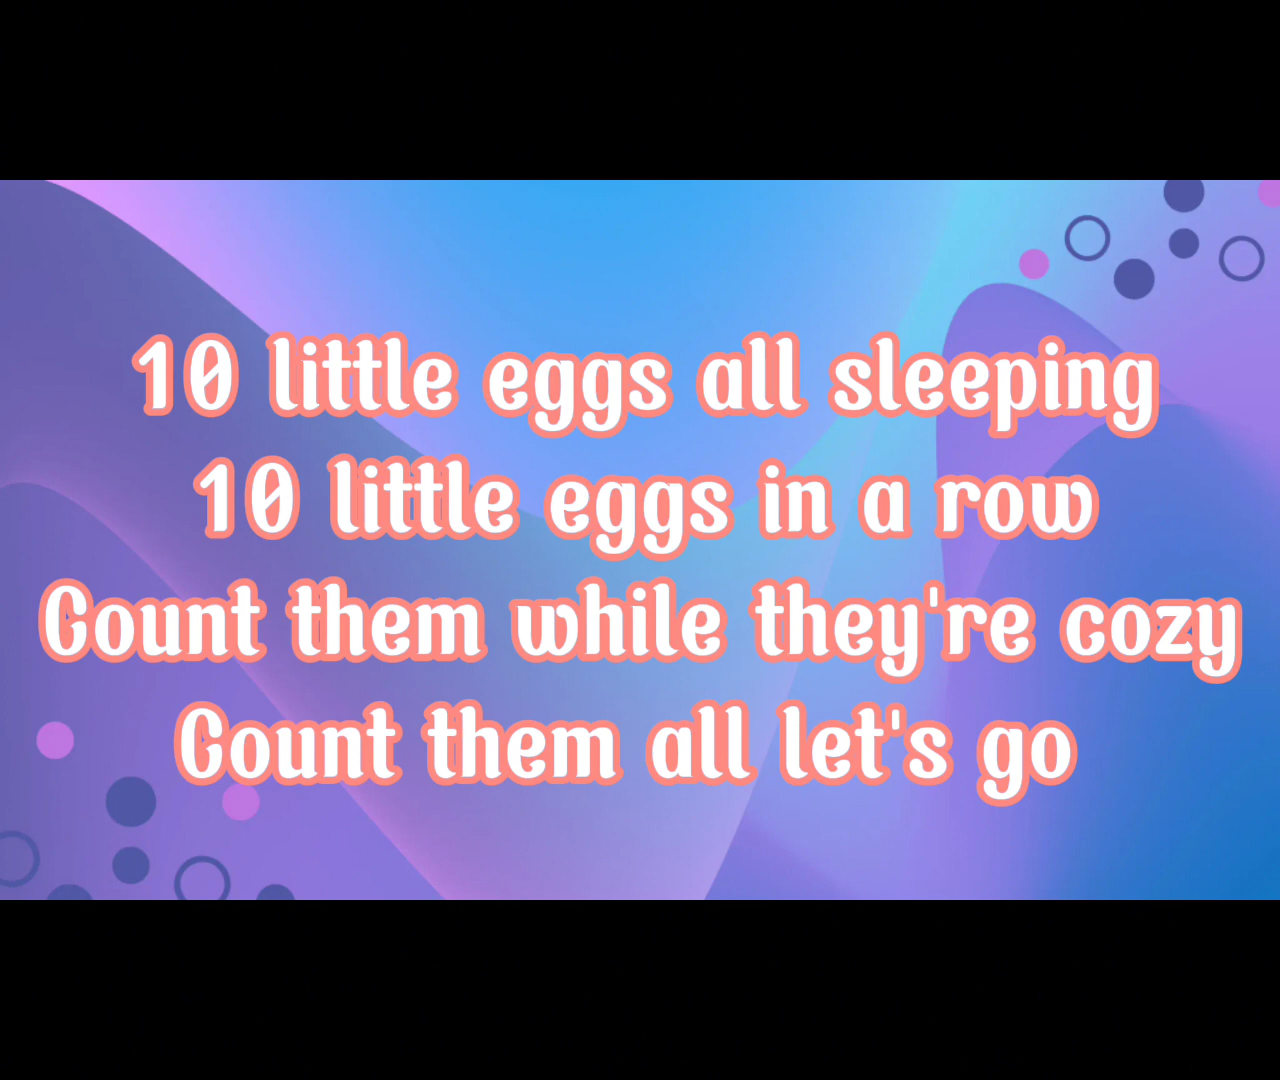 10 little eggs all sleeping
10 little eggs in a row
Count them while they're cozy
Count them all let's go